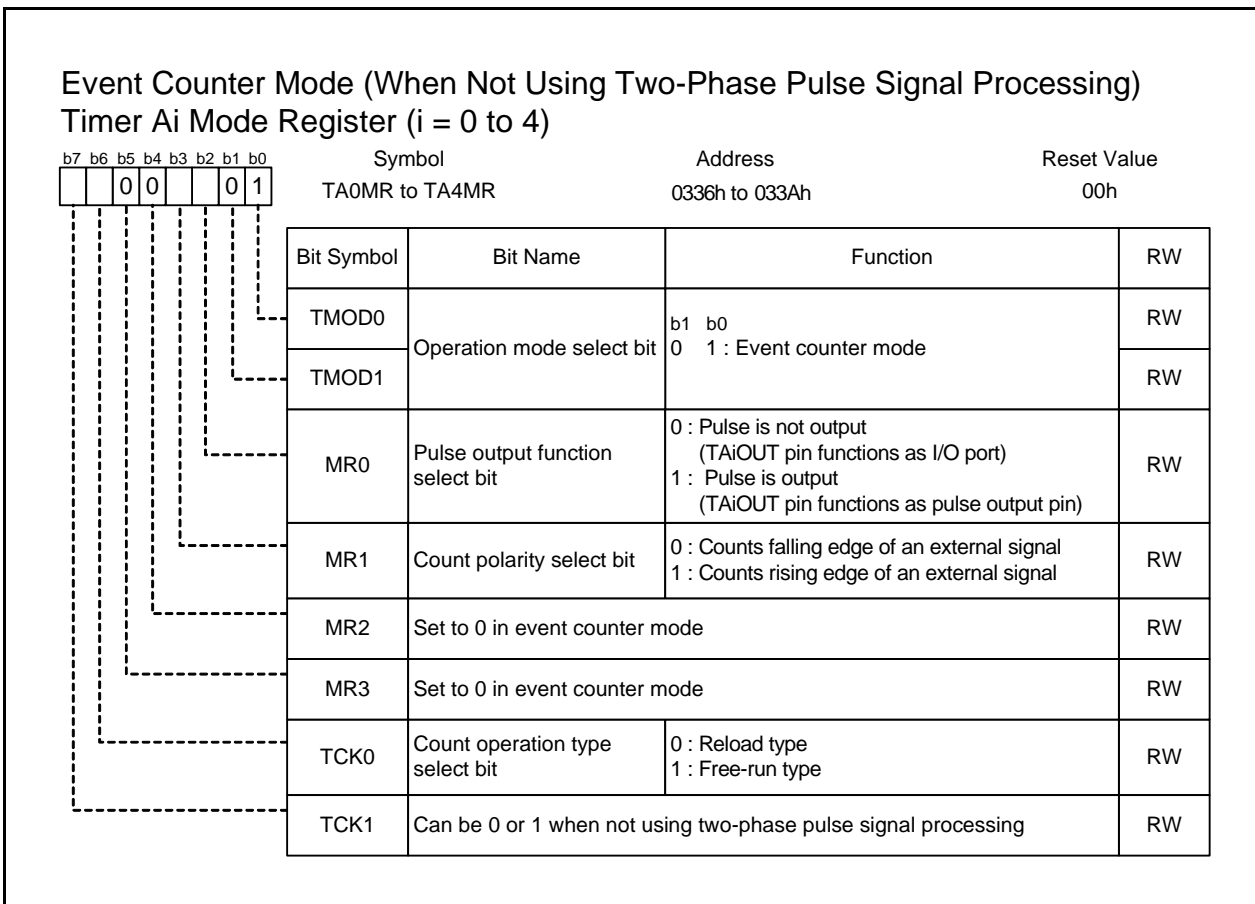 Event Counter Mode (When Not Using Two-Phase Pulse Signal Processing)
Timer Ai Mode Register (i = 0 to 4)
b7 b6 b5 b4 b3 b2 b1 b0
0 0 0 1
Symbol Address Reset Value
TA0MR to TA4MR 0336h to 033Ah 00h
Bit Symbol Bit Name Function RW
TMOD0 RW
Operation mode select bit
b1 b0
0 1 : Event counter mode
TMOD1 RW
MR0
Pulse output function
select bit
0 : Pulse is not output
(TAiOUT pin functions as I/O port)
1 : Pulse is output
(TAiOUT pin functions as pulse output pin)
RW
MR1
Count polarity select bit
0 : Counts falling edge of an external signal
1 : Counts rising edge of an external signal
RW
MR2 Set to 0 in event counter mode RW
MR3 Set to 0 in event counter mode RW
TCK0
Count operation type
select bit
0 : Reload type
1 : Free-run type
RW
TCK1 Can be 0 or 1 when not using two-phase pulse signal processing RW